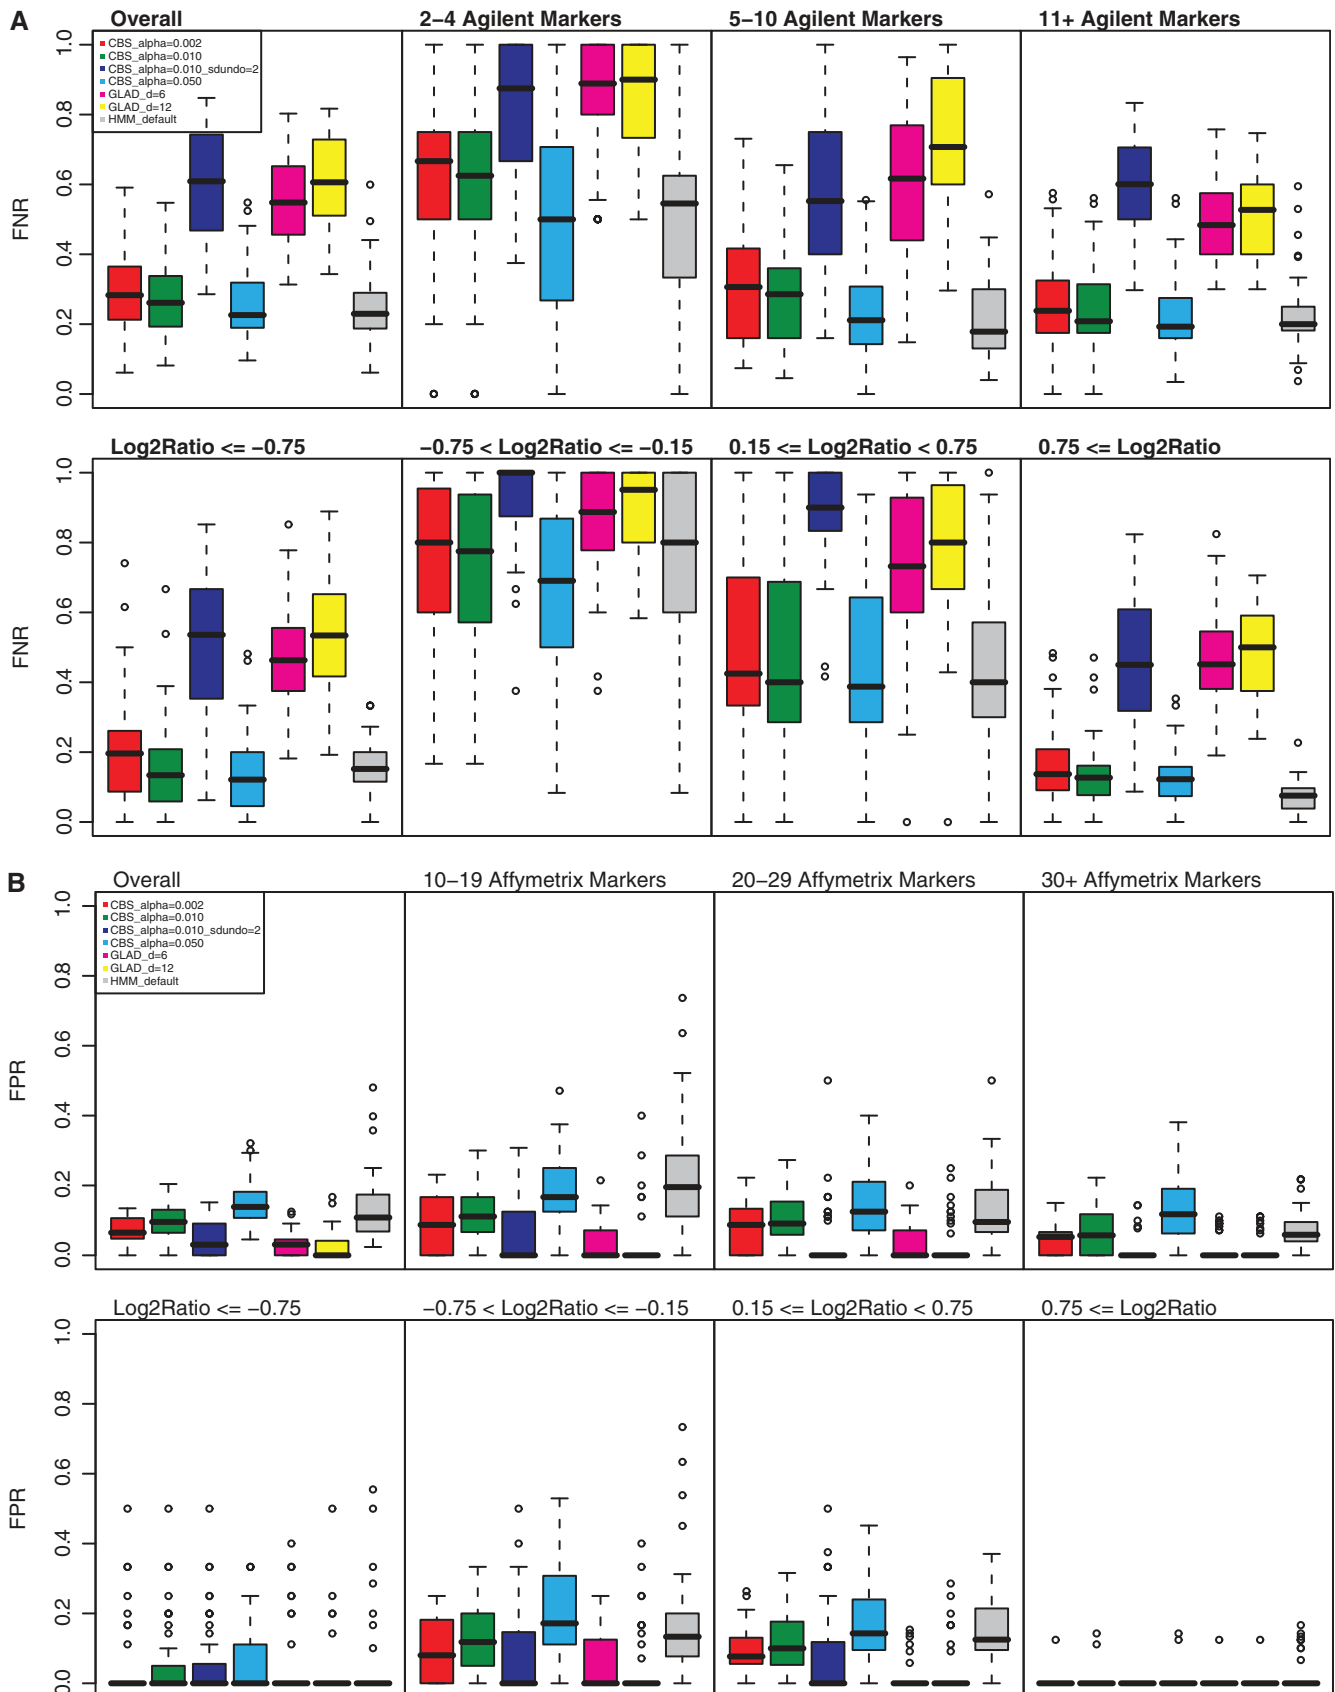 A
Overall
2–4 Agilent Markers
5–10 Agilent Markers
11+ Agilent Markers
CBS_alpha=0.002
CBS_alpha=0.010
CBS_alpha=0.010_sdundo=2
CBS_alpha=0.050
GLAD_d=6
GLAD_d=12
HMM_default
FNR
1.0
0.8
0.6
0.4
0.2
0.0
Log2Ratio <= −0.75
−0.75 < Log2Ratio <= −0.15
0.15 <= Log2Ratio < 0.75
0.75 <= Log2Ratio
FNR
1.0
0.8
0.6
0.4
0.2
0.0
B
Overall
10–19 Affymetrix Markers
20–29 Affymetrix Markers
30+ Affymetrix Markers
CBS_alpha=0.002
CBS_alpha=0.010
CBS_alpha=0.010_sdundo=2
CBS_alpha=0.050
GLAD_d=6
GLAD_d=12
HMM_default
FPR
1.0
0.8
0.6
0.4
0.2
0.0
Log2Ratio <= −0.75
−0.75 < Log2Ratio <= −0.15
0.15 <= Log2Ratio < 0.75
0.75 <= Log2Ratio
FPR
1.0
0.8
0.6
0.4
0.2
0.0